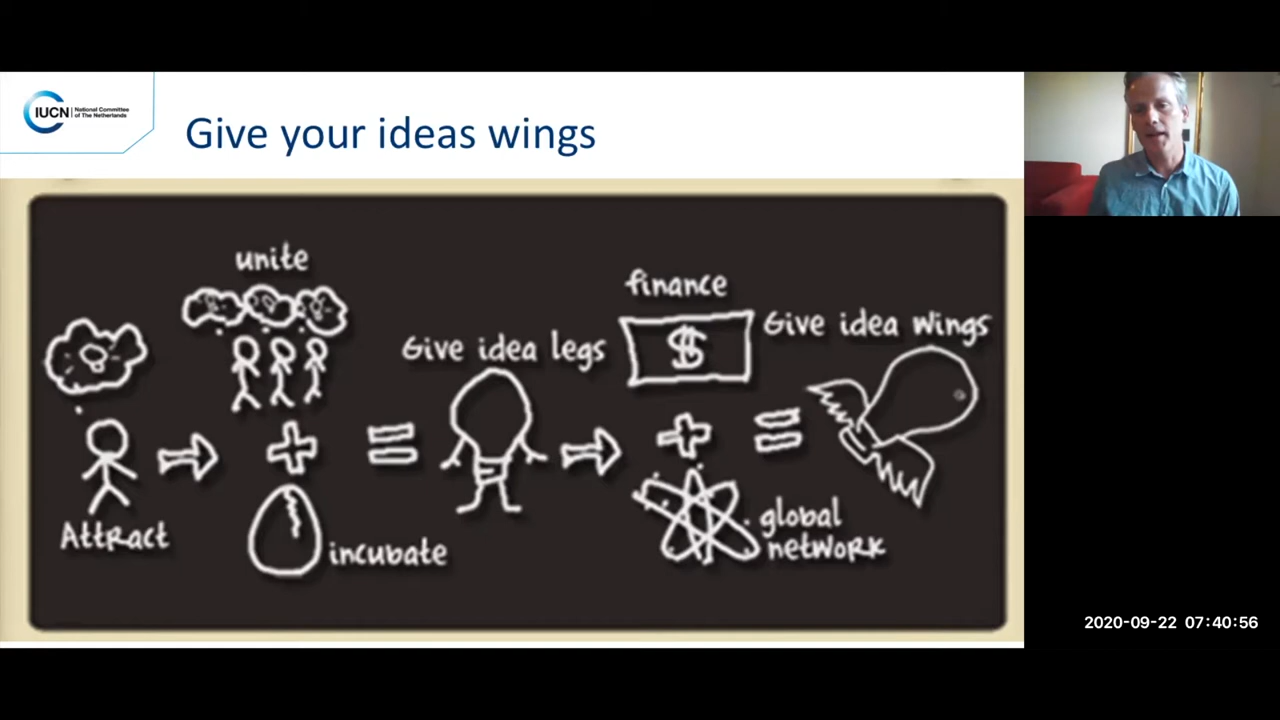 IUCN
National Committee
of The Netherlands
Give your ideas wings
unite
finance
$
Give idea wings
Give idea legs
global
network
Attract
incubate
2020-09-22 07:40:56